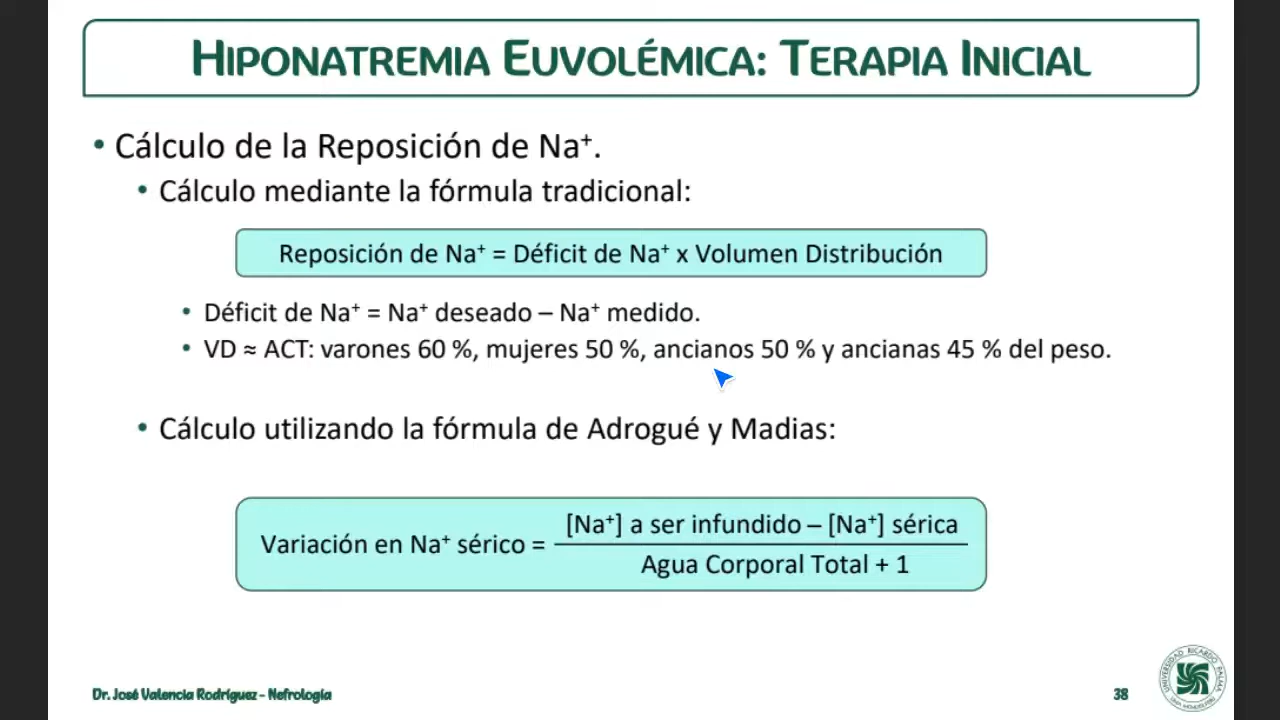 HIPONATREMIA EUVOLÉMICA: TERAPIA INICIAL
• Cálculo de la Reposición de Na⁺.
• Cálculo mediante la fórmula tradicional:
Reposición de Na⁺ = Déficit de Na⁺ x Volumen Distribución
• Déficit de Na⁺ = Na⁺ deseado – Na⁺ medido.
• VD ≈ ACT: varones 60 %, mujeres 50 %, ancianos 50 % y ancianas 45 % del peso.
• Cálculo utilizando la fórmula de Adrogué y Madias:
[Na⁺] a ser infundido – [Na⁺] sérica
Variación en Na⁺ sérico =
Agua Corporal Total + 1
Dr. José Valencia Rodríguez - Nefrología
38
UNIVERSIDAD RICARDO PALMA